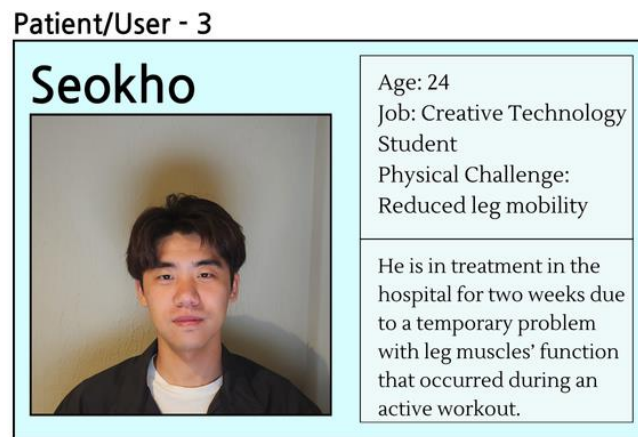 Patient/User - 3
Seokho
Age: 24
Job: Creative Technology
Student
Physical Challenge:
Reduced leg mobility
He is in treatment in the
hospital for two weeks due
to a temporary problem
with leg muscles’ function
that occurred during an
active workout.